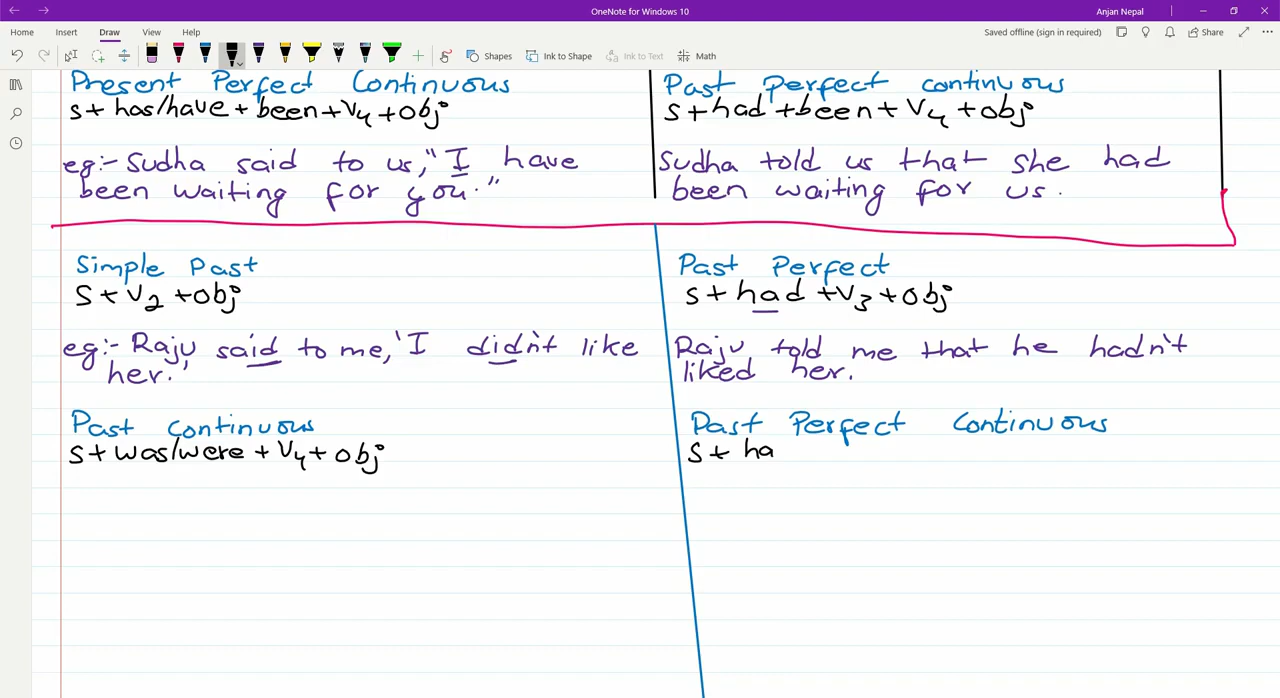 OneNote for Windows 10
Anjan Nepal
Home Insert Draw View Help
Saved offline (sign in required)
Share
Shapes
Ink to Shape
Ink to Text
Math
Present Perfect Continuous
S + has/have + been + V4 + obj
eg:- Sudha said to us, "I have
been waiting for you."
Past Perfect continuous
S + had + been + V4 + obj
Sudha told us that she had
been waiting for us.
Simple Past
S + V2 + obj
eg:- Raju said to me, 'I didn't like
her.'
Past Perfect
S + had + V3 + obj
Raju told me that he hadn't
liked her.
Past continuous
S + was/were + V4 + obj
Past Perfect Continuous
S + ha